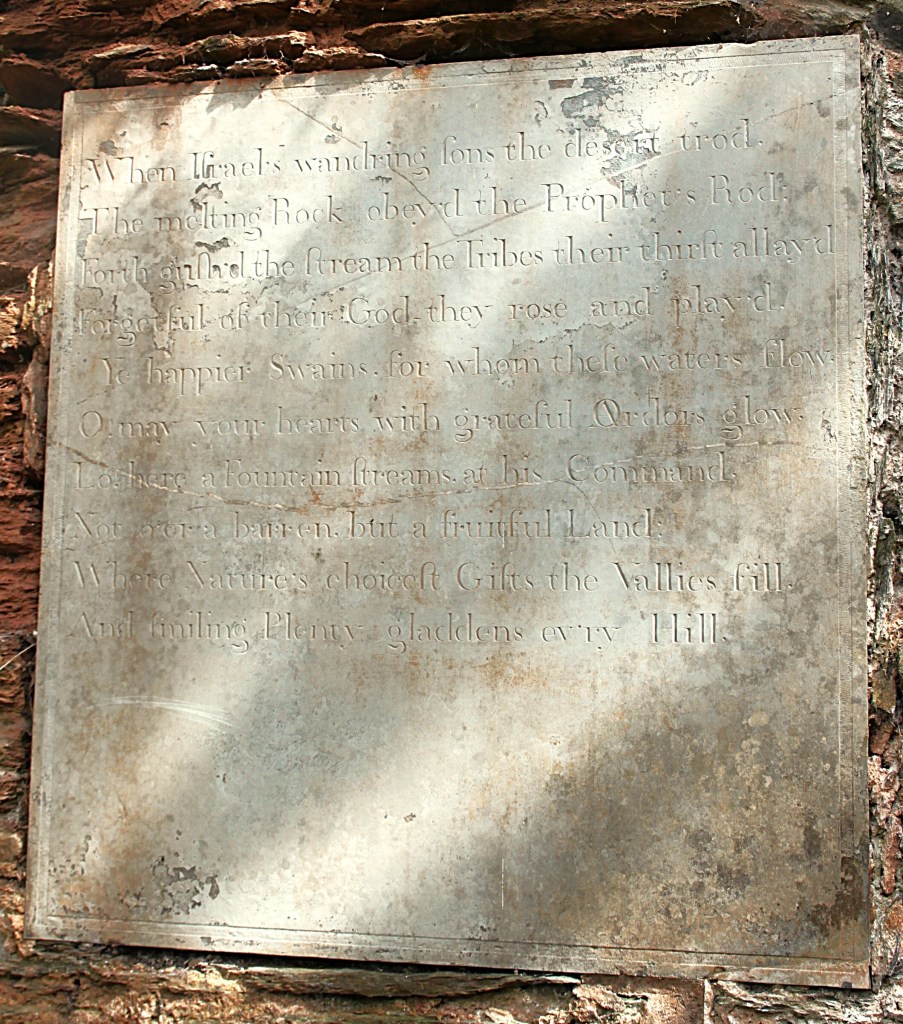 When Iſrael's wandring ſons the desert trod,
The melting Rock obey'd the Prophet's Rod;
Forth guſh'd the ſtream the Tribes their thirſt allay'd
Forgetful of their God, they rose and play'd.
Ye happier Swains, for whom theſe waters flow,
O, may your hearts with grateful Ardors glow,
Lo, here a Fountain ſtreams, at his Command,
Not o'er a barren, but a fruitful Land;
Where Nature's choiceſt Gifts the Vallies fill,
And ſmiling Plenty gladdens ev'ry Hill.